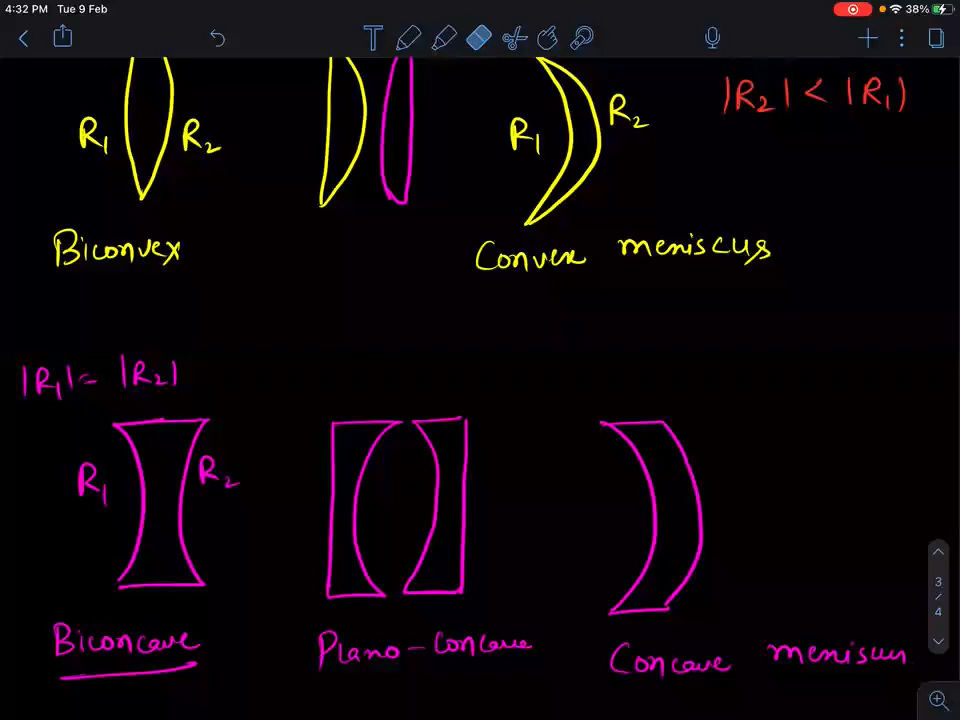 4:32 PM Tue 9 Feb
38%
|R2| < |R1|
R1 R2
R1 R2
Biconvex
Convex meniscus
|R1| = |R2|
R1 R2
3
/
4
Biconcave
Plano-concave
Concave